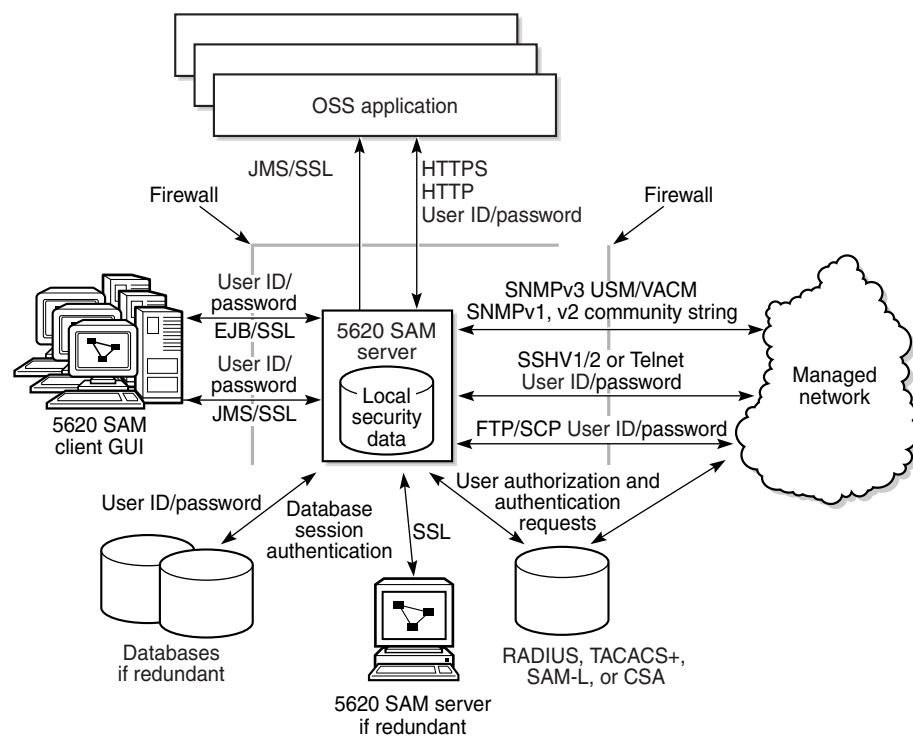 OSS application
JMS/SSL
HTTPS
HTTP
User ID/password
Firewall
Firewall
User ID/
password
EJB/SSL
User ID/
password
JMS/SSL
5620 SAM
client GUI
5620 SAM
server
Local
security
data
SNMPv3 USM/VACM
SNMPv1, v2 community string
SSHV1/2 or Telnet
User ID/password
FTP/SCP User ID/password
Managed
network
User ID/password
Database
session
authentication
SSL
User authorization and
authentication
requests
Databases
if redundant
5620 SAM server
if redundant
RADIUS, TACACS+,
SAM-L, or CSA